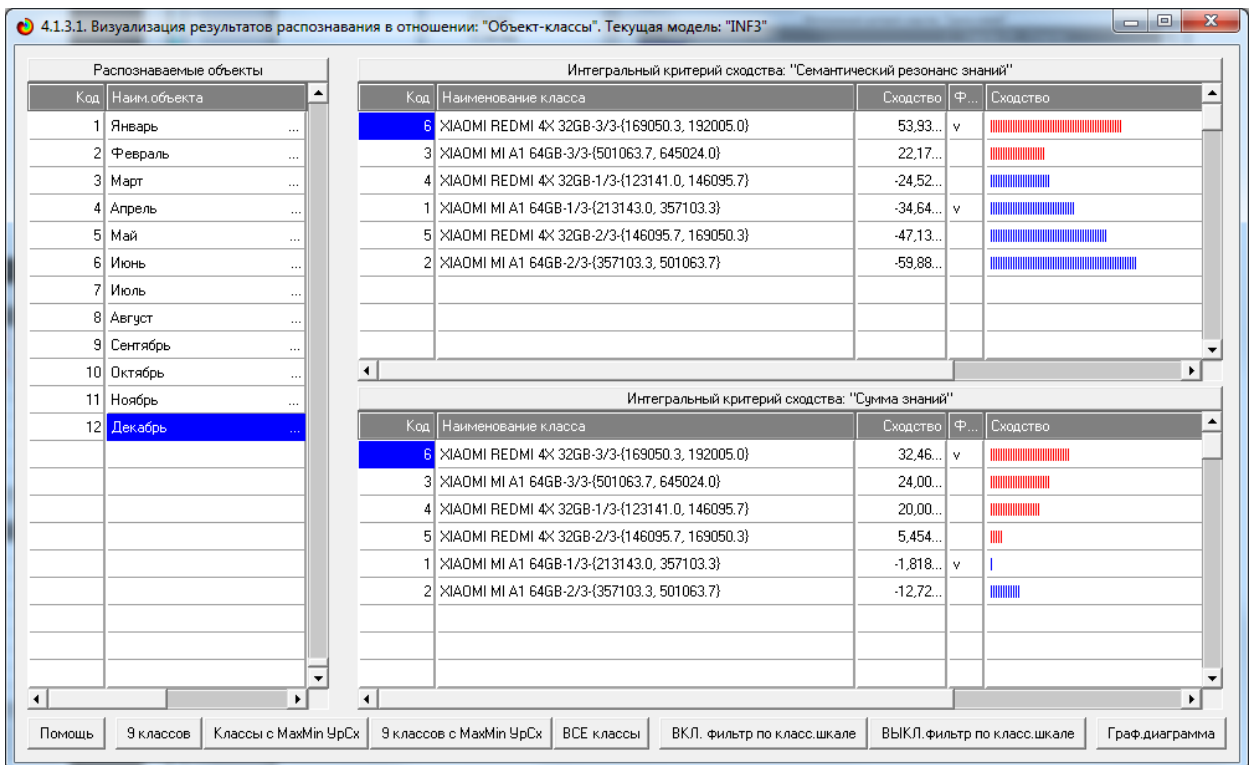 4.1.3.1. Визуализация результатов распознавания в отношении: "Объект-классы". Текущая модель: "INF3"
Распознаваемые объекты
Код Наим.объекта
1 Январь ...
2 Февраль ...
3 Март ...
4 Апрель ...
5 Май ...
6 Июнь ...
7 Июль ...
8 Август ...
9 Сентябрь ...
10 Октябрь ...
11 Ноябрь ...
12 Декабрь ...
Интегральный критерий сходства: "Семантический резонанс знаний"
Код Наименование класса Сходство Ф... Сходство
6 XIAOMI REDMI 4X 32GB-3/3-{169050.3, 192005.0} 53,93... v
3 XIAOMI MI A1 64GB-3/3-{501063.7, 645024.0} 22,17...
4 XIAOMI REDMI 4X 32GB-1/3-{123141.0, 146095.7} -24,52...
1 XIAOMI MI A1 64GB-1/3-{213143.0, 357103.3} -34,64... v
5 XIAOMI REDMI 4X 32GB-2/3-{146095.7, 169050.3} -47,13...
2 XIAOMI MI A1 64GB-2/3-{357103.3, 501063.7} -59,88...
Интегральный критерий сходства: "Сумма знаний"
Код Наименование класса Сходство Ф... Сходство
6 XIAOMI REDMI 4X 32GB-3/3-{169050.3, 192005.0} 32,46... v
3 XIAOMI MI A1 64GB-3/3-{501063.7, 645024.0} 24,00...
4 XIAOMI REDMI 4X 32GB-1/3-{123141.0, 146095.7} 20,00...
5 XIAOMI REDMI 4X 32GB-2/3-{146095.7, 169050.3} 5,454...
1 XIAOMI MI A1 64GB-1/3-{213143.0, 357103.3} -1,818... v
2 XIAOMI MI A1 64GB-2/3-{357103.3, 501063.7} -12,72...
Помощь 9 классов Классы с MaxMin УрСх 9 классов с MaxMin УрСх ВСЕ классы ВКЛ. фильтр по класс.шкале ВЫКЛ.фильтр по класс.шкале Граф.диаграмма